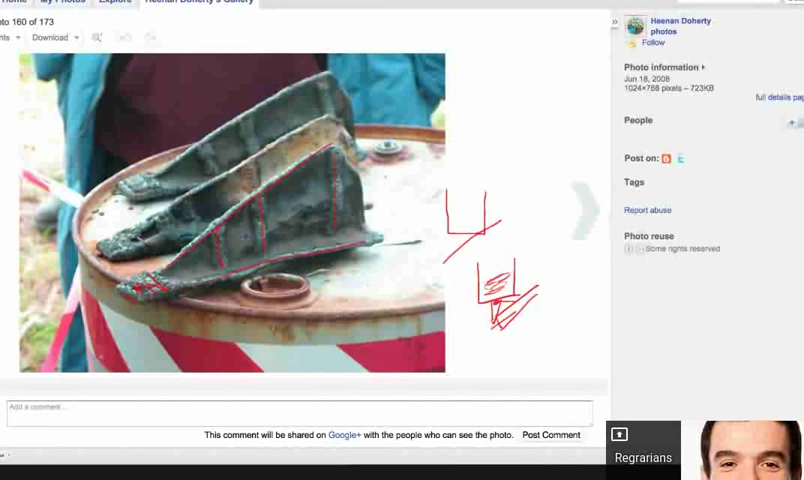 Home My Photos Explore Heenan Doherty's Gallery
oto 160 of 173
nts Download
Heenan Doherty
photos
Follow
Photo information
Jun 18, 2008
1024×768 pixels – 723KB
full details pag
People
Post on:
Tags
Report abuse
Photo reuse
Some rights reserved
Add a comment...
This comment will be shared on Google+ with the people who can see the photo. Post Comment
Regrarians